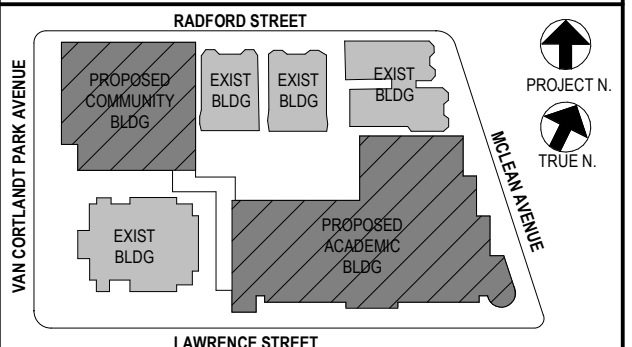 RADFORD STREET
PROJECT N.
TRUE N.
VAN CORTLANDT PARK AVENUE
PROPOSED
COMMUNITY
BLDG
EXIST
BLDG
EXIST
BLDG
EXIST
BLDG
MCLEAN AVENUE
EXIST
BLDG
PROPOSED
ACADEMIC
BLDG
LAWRENCE STREET